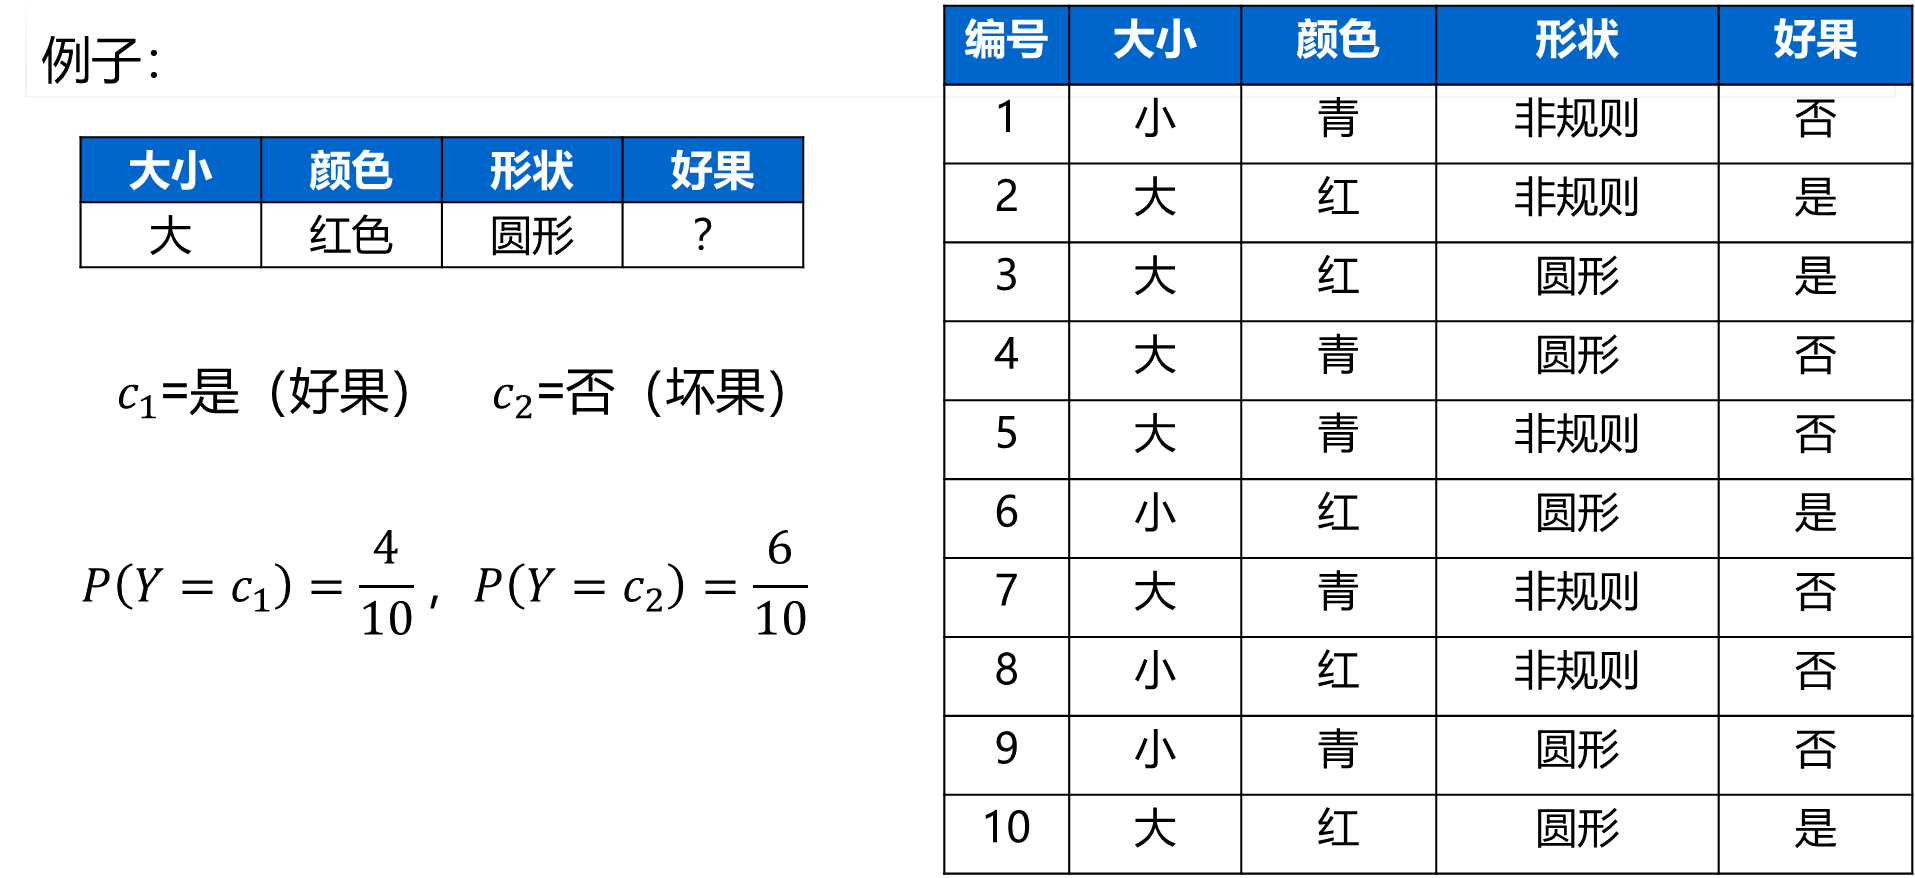 例子：
大小 颜色 形状 好果
大 红色 圆形 ?
c₁=是（好果） c₂=否（坏果）
P(Y = c₁) = 4/10 , P(Y = c₂) = 6/10
编号 大小 颜色 形状 好果
1 小 青 非规则 否
2 大 红 非规则 是
3 大 红 圆形 是
4 大 青 圆形 否
5 大 青 非规则 否
6 小 红 圆形 是
7 大 青 非规则 否
8 小 红 非规则 否
9 小 青 圆形 否
10 大 红 圆形 是